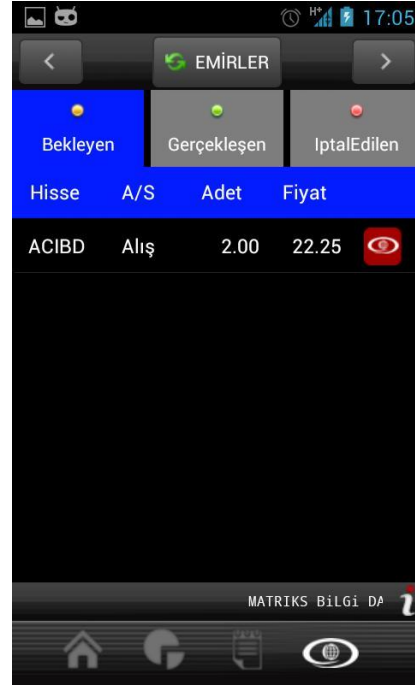 H+ 17:05
EMİRLER
Bekleyen Gerçekleşen IptalEdilen
Hisse A/S Adet Fiyat
ACIBD Alış 2.00 22.25
MATRIKS BiLGi DA